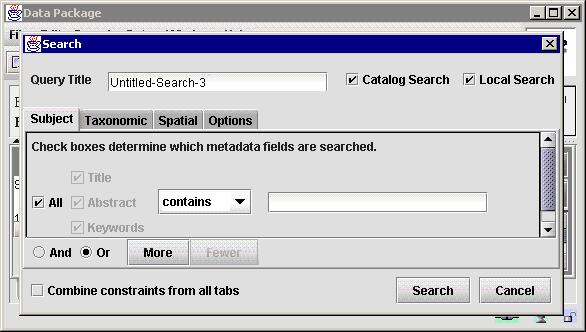 Data Package
Search
Query Title Untitled-Search-3 Catalog Search Local Search
Subject Taxonomic Spatial Options
Check boxes determine which metadata fields are searched.
Title
All Abstract contains
Keywords
And Or More Fewer
Combine constraints from all tabs Search Cancel